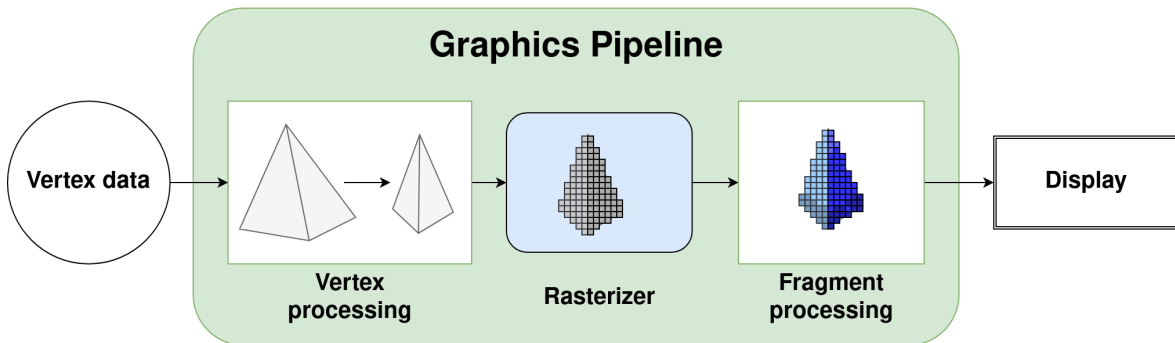 Graphics Pipeline
Vertex data
Display
Vertex
processing
Rasterizer
Fragment
processing